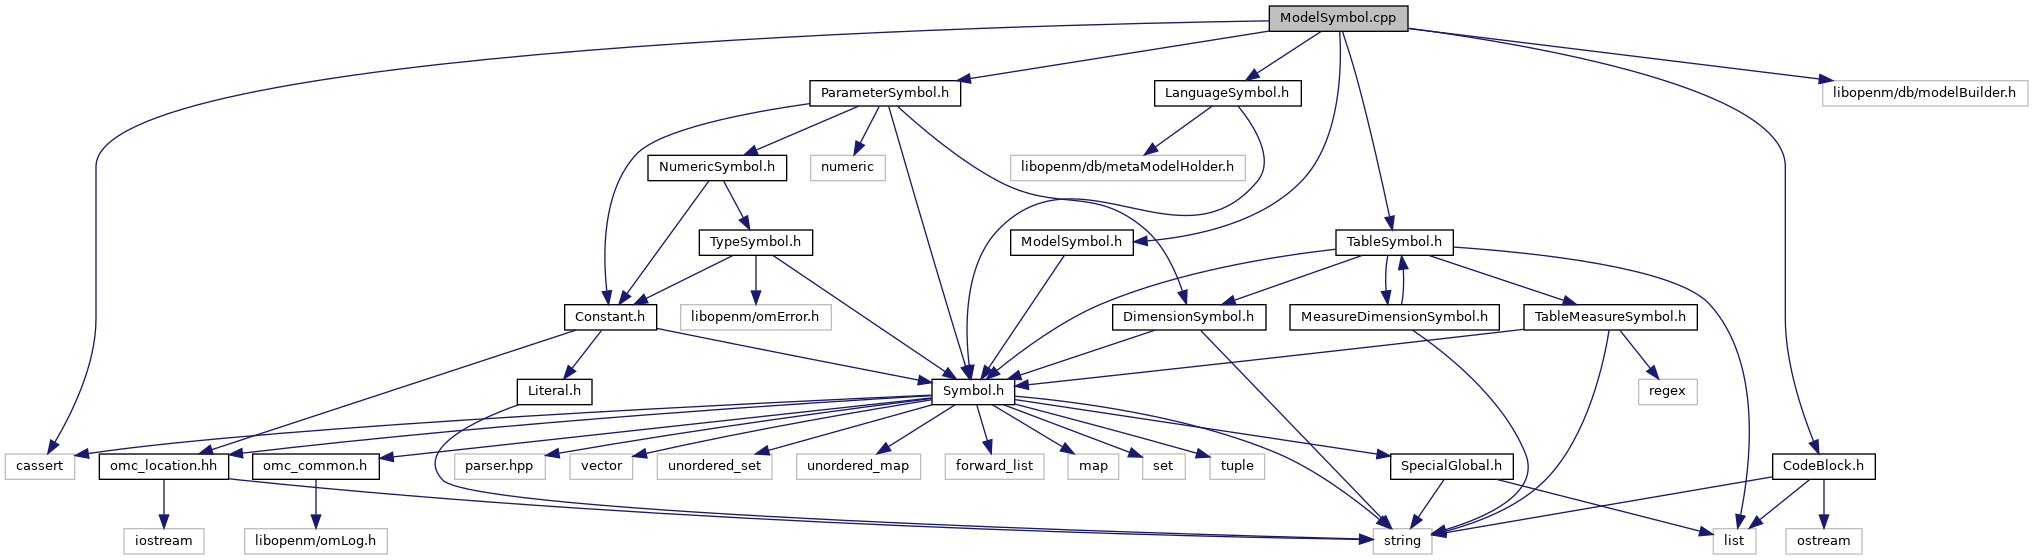 ModelSymbol.cpp
ParameterSymbol.h
LanguageSymbol.h
libopenm/db/modelBuilder.h
NumericSymbol.h
numeric
libopenm/db/metaModelHolder.h
TypeSymbol.h
ModelSymbol.h
TableSymbol.h
Constant.h
libopenm/omError.h
DimensionSymbol.h
MeasureDimensionSymbol.h
TableMeasureSymbol.h
Literal.h
Symbol.h
regex
cassert
omc_location.hh
omc_common.h
parser.hpp
vector
unordered_set
unordered_map
forward_list
map
set
tuple
SpecialGlobal.h
CodeBlock.h
iostream
libopenm/omLog.h
string
list
ostream